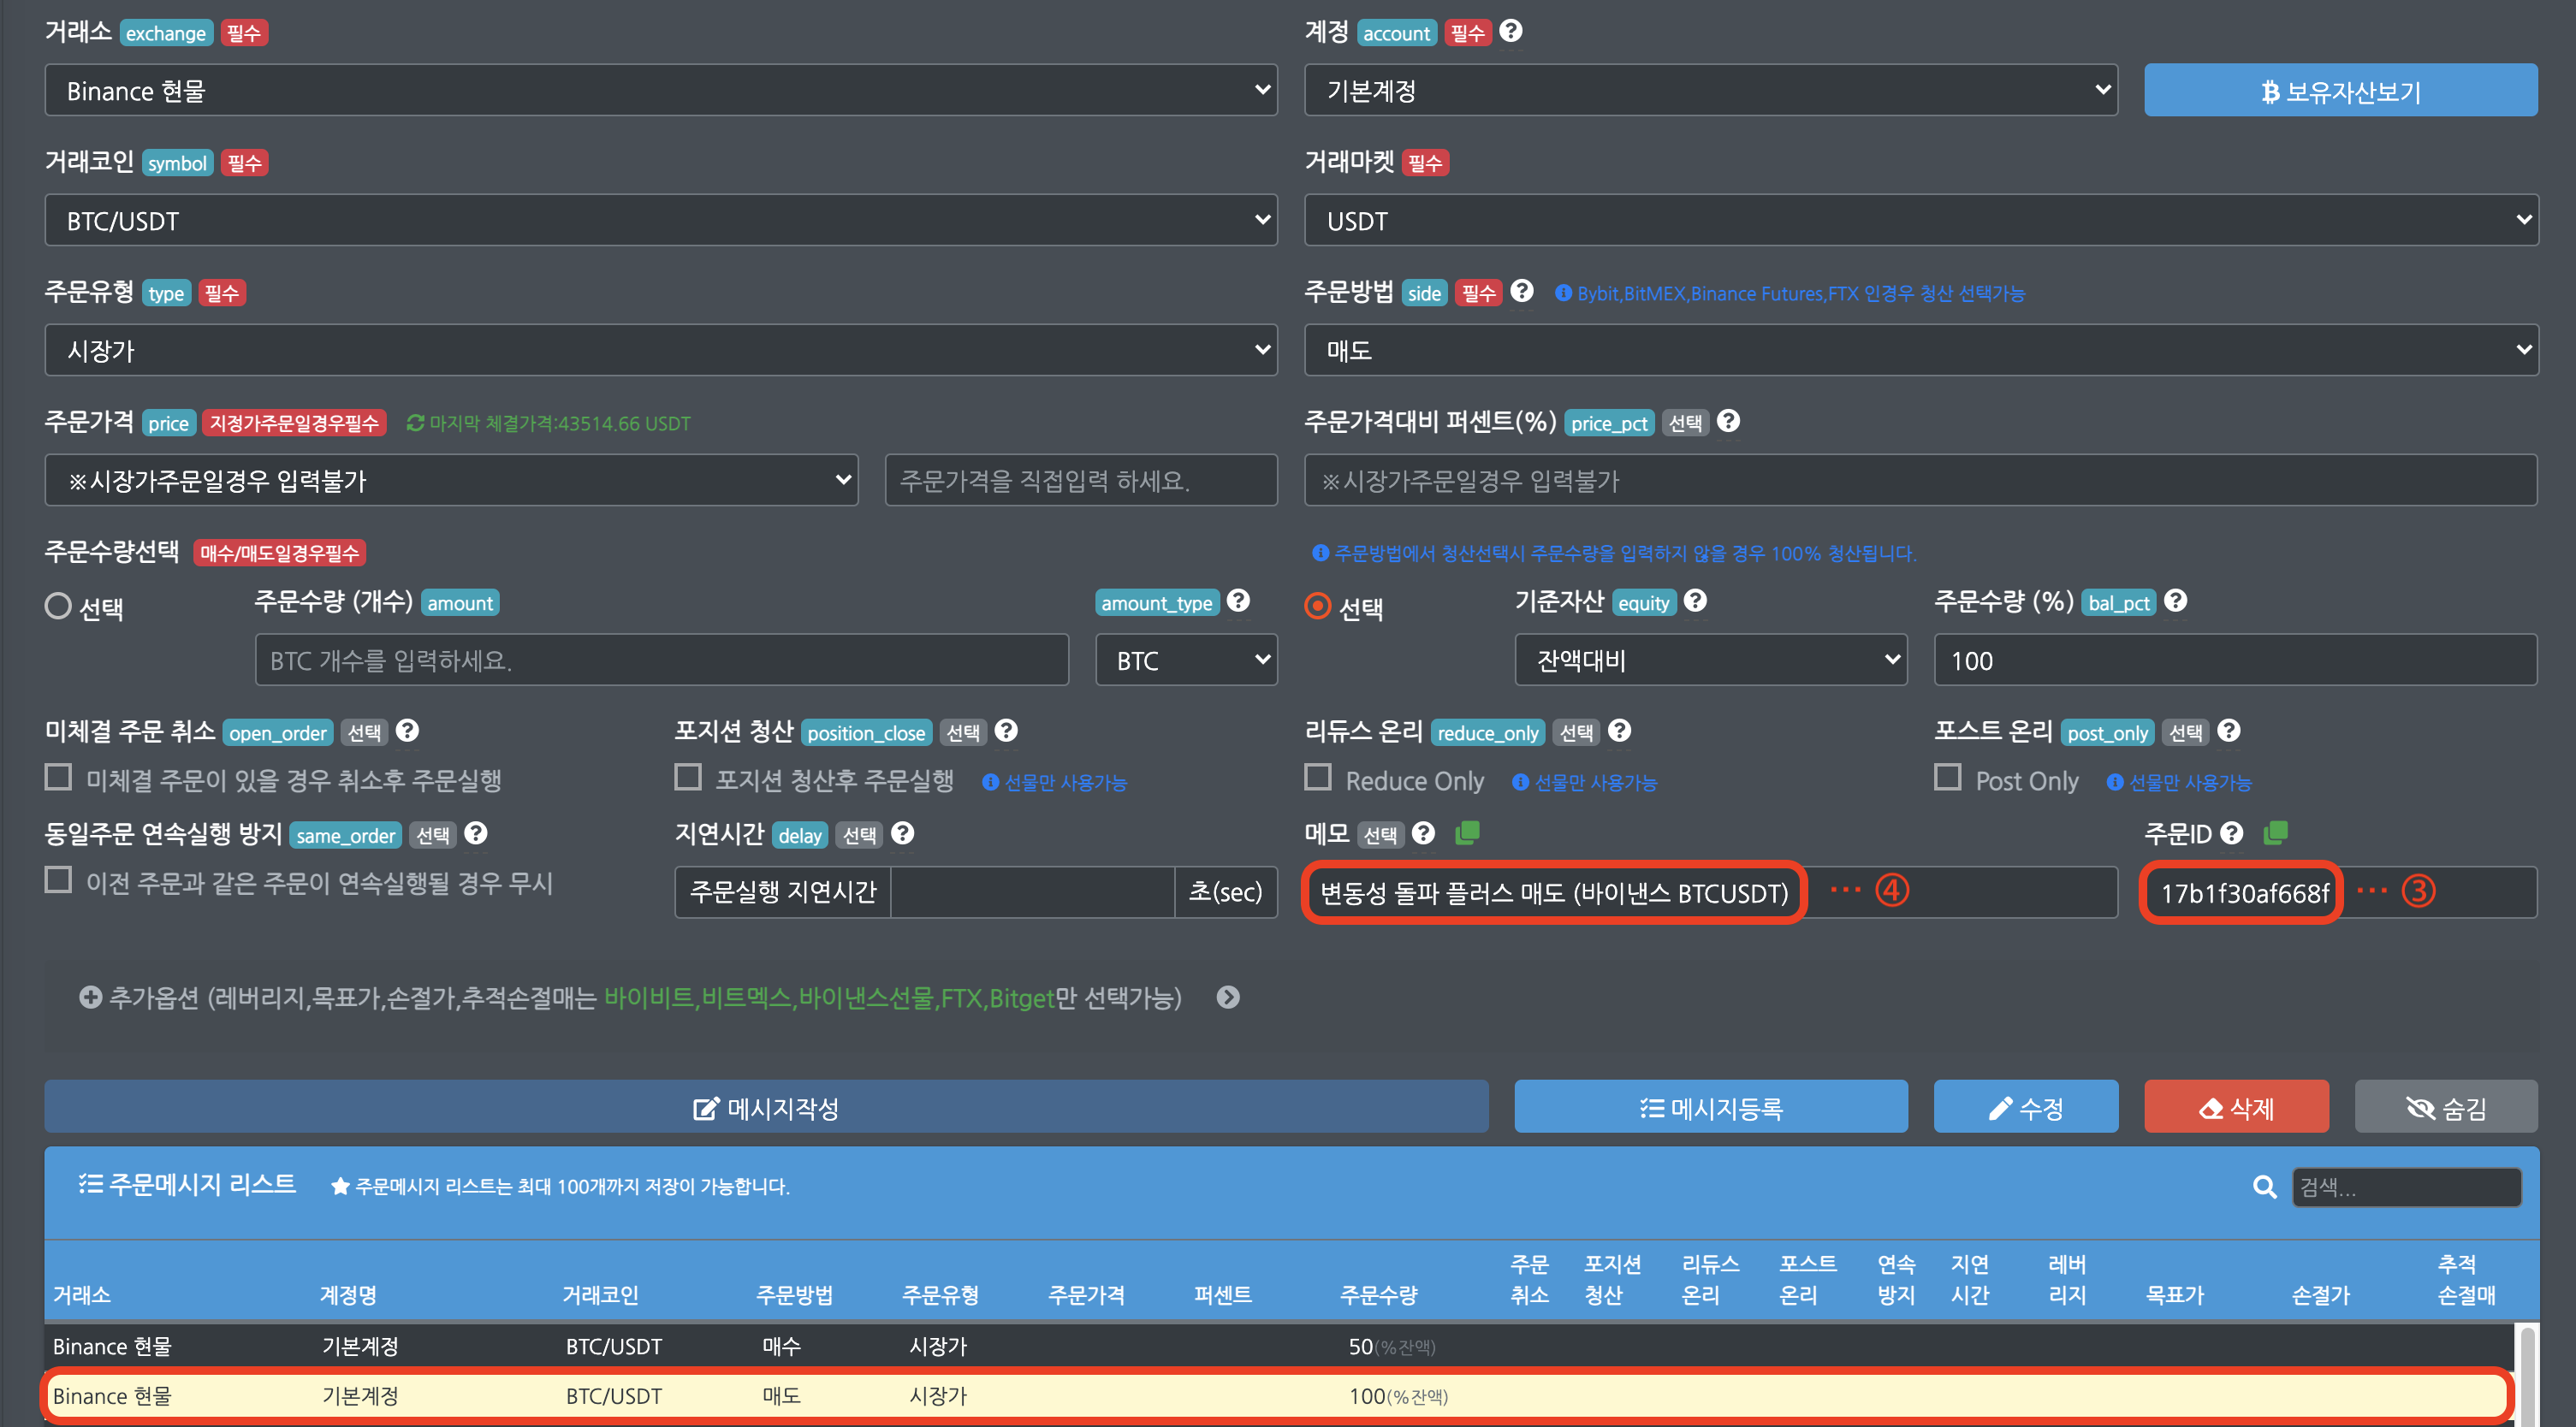 거래소 exchange 필수
계정 account 필수
Binance 현물
기본계정
보유자산보기
거래코인 symbol 필수
거래마켓 필수
BTC/USDT
USDT
주문유형 type 필수
주문방법 side 필수 Bybit,BitMEX,Binance Futures,FTX 인경우 청산 선택가능
시장가
매도
주문가격 price 지정가주문일경우필수 마지막 체결가격:43514.66 USDT
주문가격대비 퍼센트(%) price_pct 선택
※시장가주문일경우 입력불가
주문가격을 직접입력 하세요.
※시장가주문일경우 입력불가
주문수량선택 매수/매도일경우필수
주문방법에서 청산선택시 주문수량을 입력하지 않을 경우 100% 청산됩니다.
선택
주문수량 (개수) amount
amount_type
선택
기준자산 equity
주문수량 (%) bal_pct
BTC 개수를 입력하세요.
BTC
잔액대비
100
미체결 주문 취소 open_order 선택
포지션 청산 position_close 선택
리듀스 온리 reduce_only 선택
포스트 온리 post_only 선택
미체결 주문이 있을 경우 취소후 주문실행
포지션 청산후 주문실행 선물만 사용가능
Reduce Only 선물만 사용가능
Post Only 선물만 사용가능
동일주문 연속실행 방지 same_order 선택
지연시간 delay 선택
메모 선택
주문ID
이전 주문과 같은 주문이 연속실행될 경우 무시
주문실행 지연시간
초(sec)
변동성 돌파 플러스 매도 (바이낸스 BTCUSDT) ··· ④
17b1f30af668f ··· ③
추가옵션 (레버리지,목표가,손절가,추적손절매는 바이비트,비트멕스,바이낸스선물,FTX,Bitget만 선택가능)
메시지작성
메시지등록
수정
삭제
숨김
주문메시지 리스트 주문메시지 리스트는 최대 100개까지 저장이 가능합니다.
검색...
거래소 계정명 거래코인 주문방법 주문유형 주문가격 퍼센트 주문수량 주문취소 포지션청산 리듀스온리 포스트온리 연속방지 지연시간 레버리지 목표가 손절가 추적손절매
Binance 현물 기본계정 BTC/USDT 매수 시장가 50(%잔액)
Binance 현물 기본계정 BTC/USDT 매도 시장가 100(%잔액)